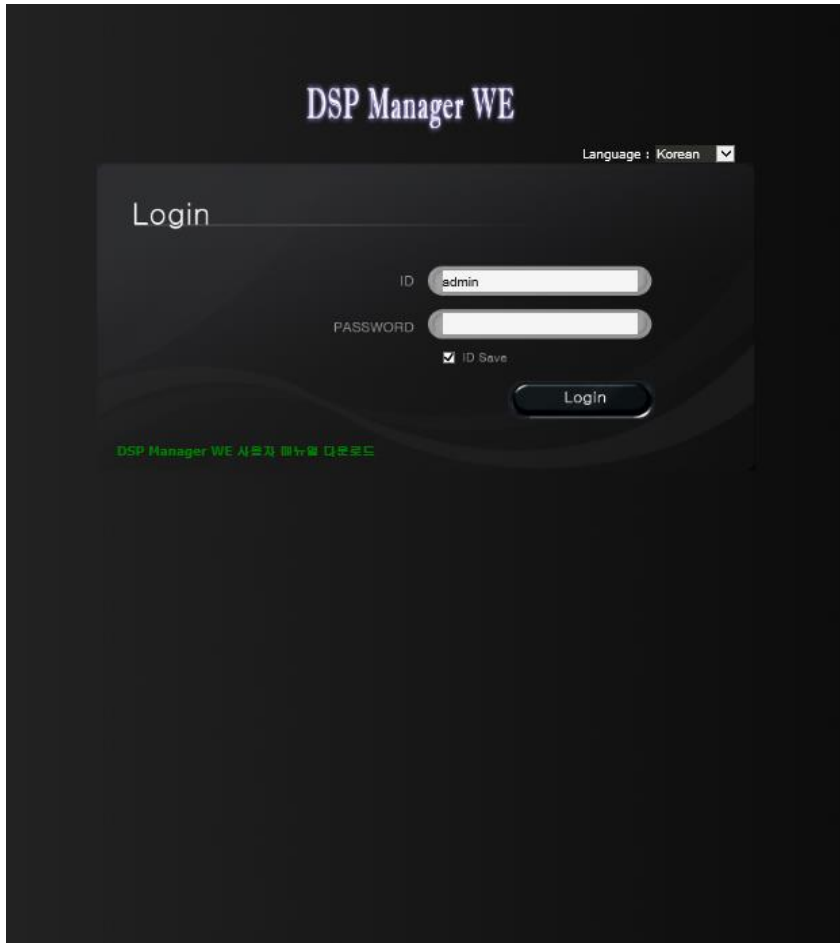 DSP Manager WE
Language : Korean
Login
ID admin
PASSWORD
ID Save
Login
DSP Manager WE 사용자 매뉴얼 다운로드